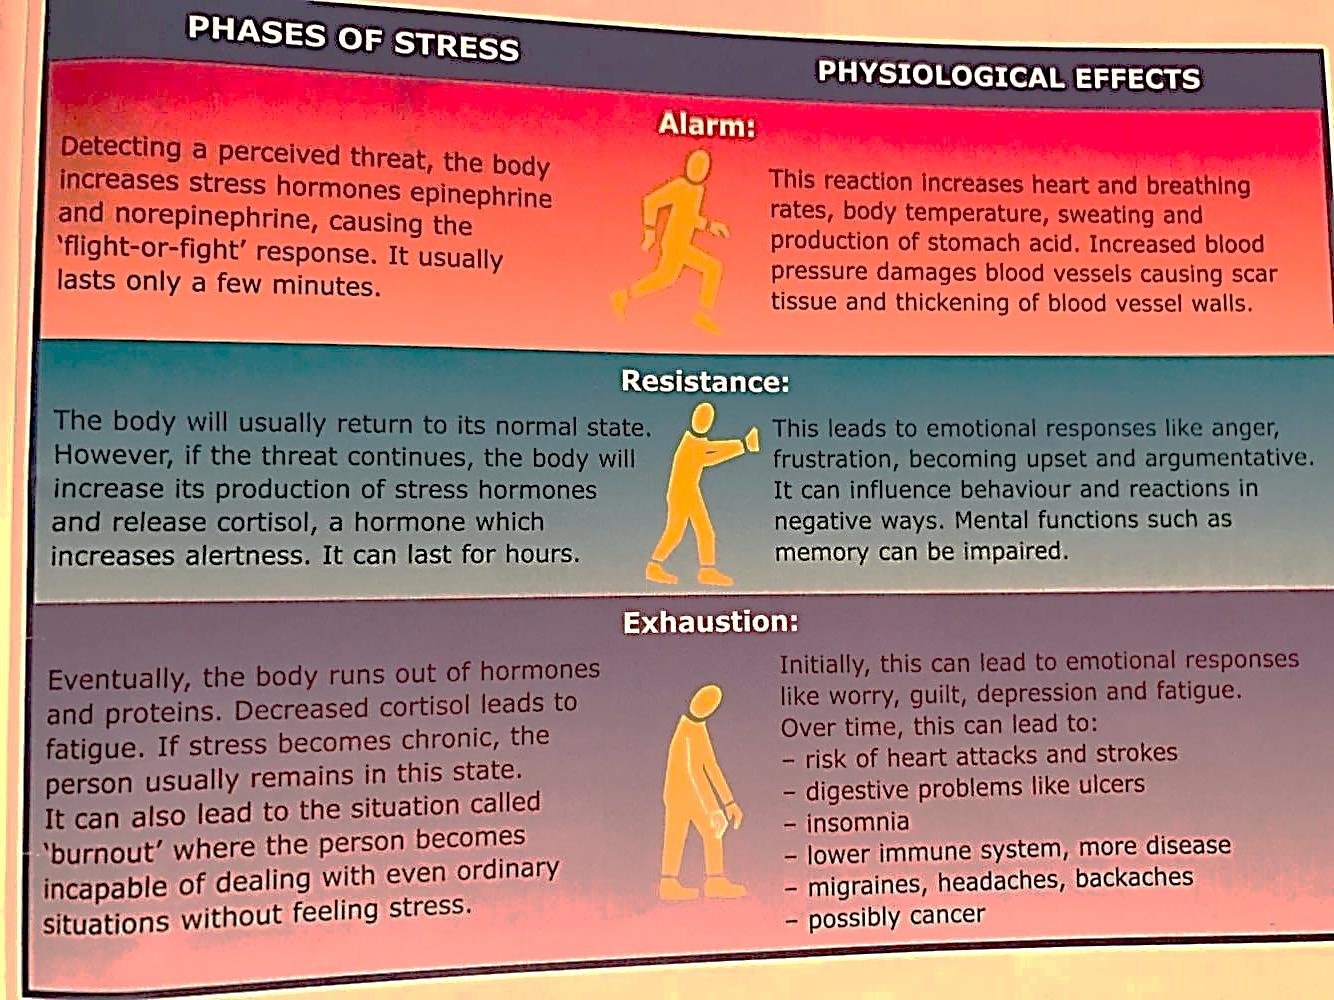 PHASES OF STRESS
PHYSIOLOGICAL EFFECTS
Alarm:
Detecting a perceived threat, the body
increases stress hormones epinephrine
and norepinephrine, causing the
‘flight-or-fight’ response. It usually
lasts only a few minutes.
This reaction increases heart and breathing
rates, body temperature, sweating and
production of stomach acid. Increased blood
pressure damages blood vessels causing scar
tissue and thickening of blood vessel walls.
Resistance:
The body will usually return to its normal state.
However, if the threat continues, the body will
increase its production of stress hormones
and release cortisol, a hormone which
increases alertness. It can last for hours.
This leads to emotional responses like anger,
frustration, becoming upset and argumentative.
It can influence behaviour and reactions in
negative ways. Mental functions such as
memory can be impaired.
Exhaustion:
Eventually, the body runs out of hormones
and proteins. Decreased cortisol leads to
fatigue. If stress becomes chronic, the
person usually remains in this state.
It can also lead to the situation called
‘burnout’ where the person becomes
incapable of dealing with even ordinary
situations without feeling stress.
Initially, this can lead to emotional responses
like worry, guilt, depression and fatigue.
Over time, this can lead to:
– risk of heart attacks and strokes
– digestive problems like ulcers
– insomnia
– lower immune system, more disease
– migraines, headaches, backaches
– possibly cancer